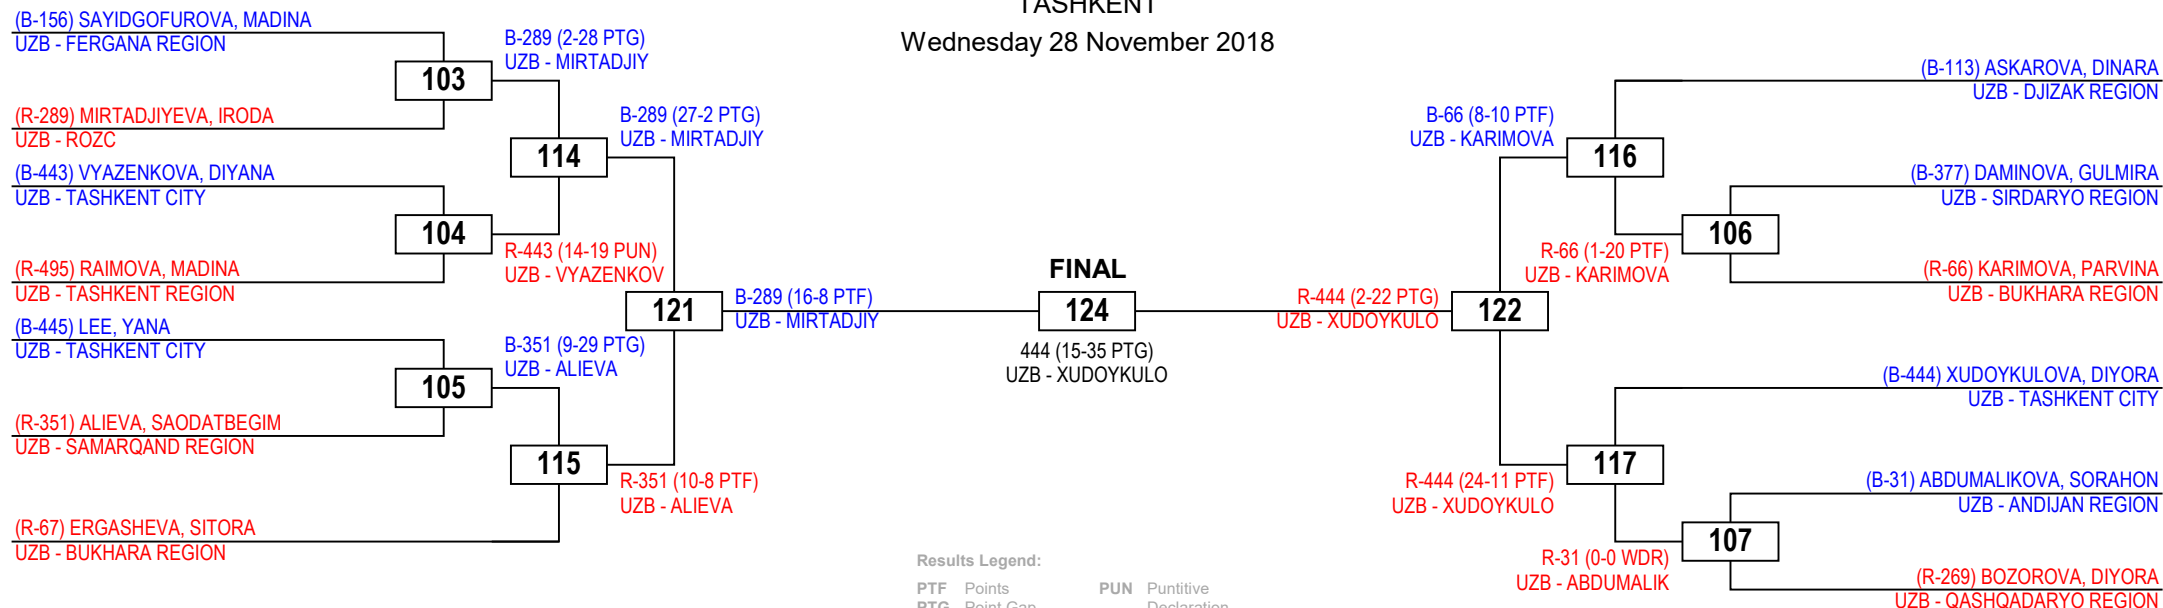 TASHKENT
Wednesday 28 November 2018
(B-156) SAYIDGOFUROVA, MADINA
UZB - FERGANA REGION
103
(R-289) MIRTADJIYEVA, IRODA
UZB - ROZC
(B-443) VYAZENKOVA, DIYANA
UZB - TASHKENT CITY
104
(R-495) RAIMOVA, MADINA
UZB - TASHKENT REGION
(B-445) LEE, YANA
UZB - TASHKENT CITY
105
(R-351) ALIEVA, SAODATBEGIM
UZB - SAMARQAND REGION
(R-67) ERGASHEVA, SITORA
UZB - BUKHARA REGION
B-289 (2-28 PTG)
UZB - MIRTADJIY
114
R-443 (14-19 PUN)
UZB - VYAZENKOV
B-351 (9-29 PTG)
UZB - ALIEVA
115
B-289 (27-2 PTG)
UZB - MIRTADJIY
121
R-351 (10-8 PTF)
UZB - ALIEVA
B-289 (16-8 PTF)
UZB - MIRTADJIY
FINAL
124
444 (15-35 PTG)
UZB - XUDOYKULO
R-444 (2-22 PTG)
UZB - XUDOYKULO
122
B-66 (8-10 PTF)
UZB - KARIMOVA
116
R-66 (1-20 PTF)
UZB - KARIMOVA
106
R-444 (24-11 PTF)
UZB - XUDOYKULO
117
R-31 (0-0 WDR)
UZB - ABDUMALIK
107
(B-113) ASKAROVA, DINARA
UZB - DJIZAK REGION
(B-377) DAMINOVA, GULMIRA
UZB - SIRDARYO REGION
(R-66) KARIMOVA, PARVINA
UZB - BUKHARA REGION
(B-444) XUDOYKULOVA, DIYORA
UZB - TASHKENT CITY
(B-31) ABDUMALIKOVA, SORAHON
UZB - ANDIJAN REGION
(R-269) BOZOROVA, DIYORA
UZB - QASHQADARYO REGION
Results Legend:
PTF Points PUN Puntitive
PTG Point Gap Declaration